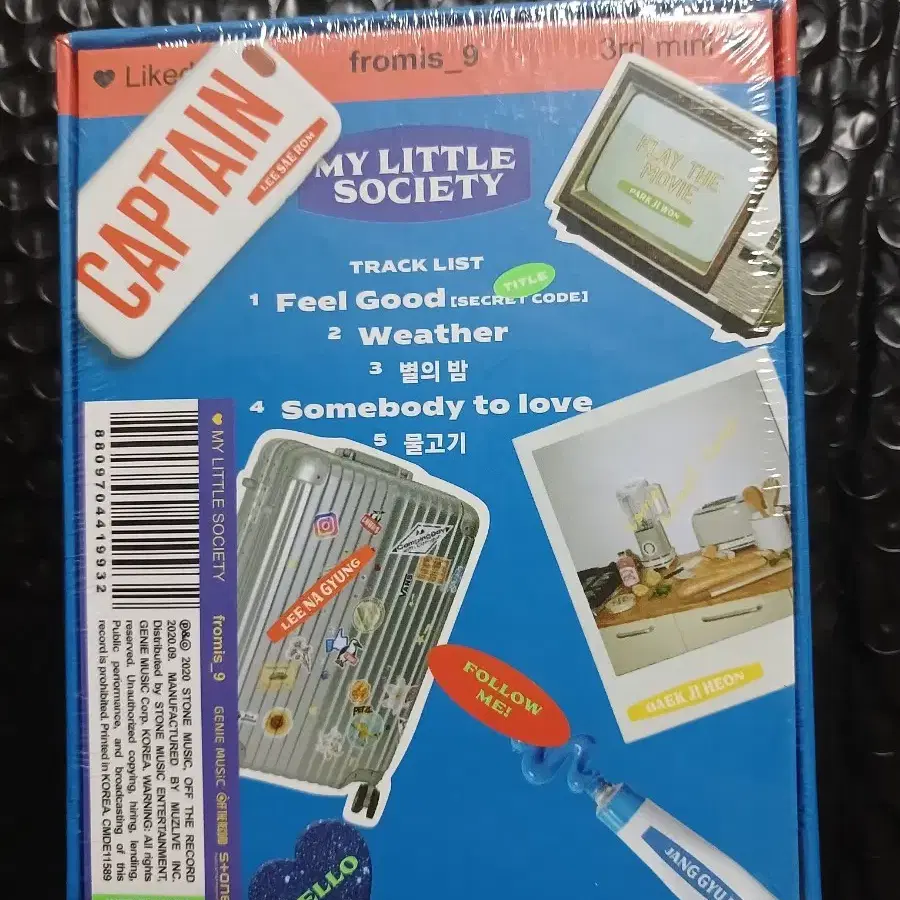 Liked
fromis_9
3rd mini
CAPTAIN
LEE SAE ROM
MY LITTLE
SOCIETY
PLAY THE
MOVIE
PARK JI WON
TRACK LIST
TITLE
1 Feel Good [SECRET CODE]
2 Weather
3 별의 밤
4 Somebody to love
5 물고기
LEE NA GYUNG
BAEK JI HEON
FOLLOW
ME!
JANG GYU
ELLO
8809704419932
MY LITTLE SOCIETY fromis_9 GENIE MUSIC Stone
℗&© 2020 STONE MUSIC, OFF THE RECORD
2020.09. MANUFACTURED BY MUZLIVE INC.
Distributed by STONE MUSIC ENTERTAINMENT,
GENIE MUSIC Corp. KOREA. WARNING: All rights
reserved. Unauthorized copying, hiring, lending,
Public performance, and broadcasting of this
record is prohibited. Printed in KOREA. CMDE11589